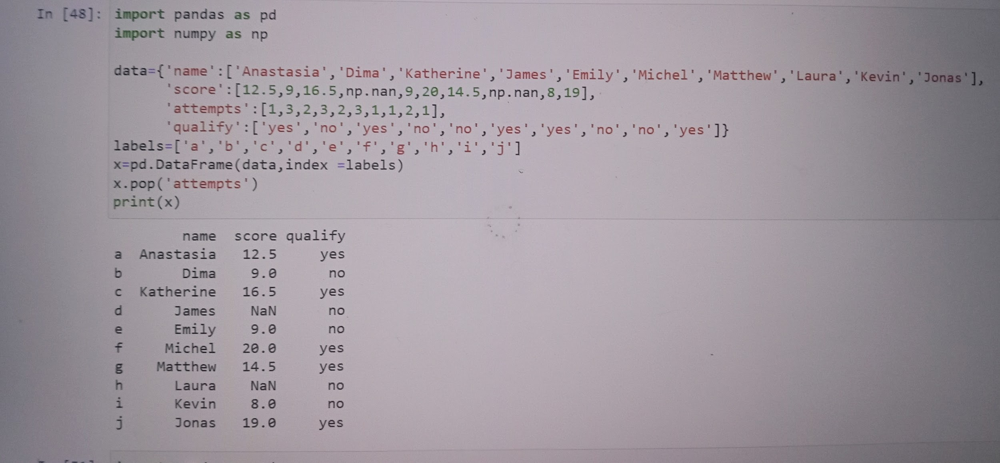 In [48]: import pandas as pd
import numpy as np
data={'name':['Anastasia','Dima','Katherine','James','Emily','Michel','Matthew','Laura','Kevin','Jonas'],
'score':[12.5,9,16.5,np.nan,9,20,14.5,np.nan,8,19],
'attempts':[1,3,2,3,2,3,1,1,2,1],
'qualify':['yes','no','yes','no','no','yes','yes','no','no','yes']}
labels=['a','b','c','d','e','f','g','h','i','j']
x=pd.DataFrame(data,index =labels)
x.pop('attempts')
print(x)
name score qualify
a Anastasia 12.5 yes
b Dima 9.0 no
c Katherine 16.5 yes
d James NaN no
e Emily 9.0 no
f Michel 20.0 yes
g Matthew 14.5 yes
h Laura NaN no
i Kevin 8.0 no
j Jonas 19.0 yes